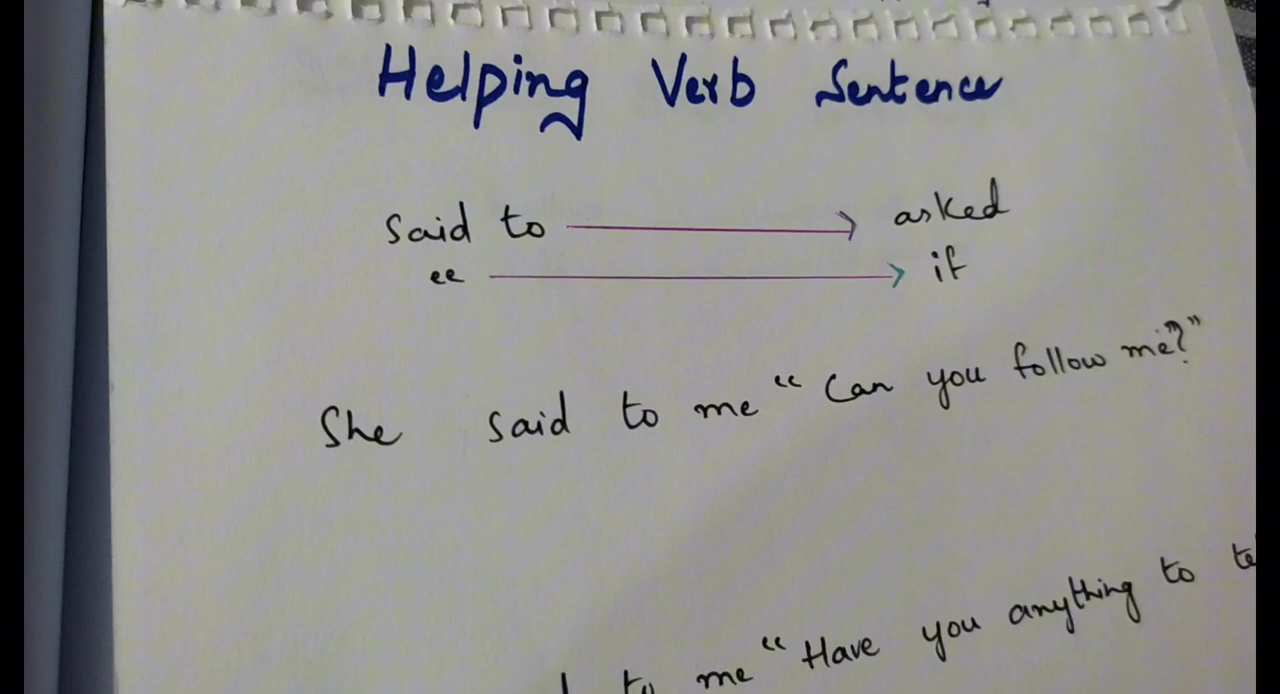 Helping Verb Sentence
said to → asked
“ → if
She said to me “ Can you follow me?”
to me “ Have you anything to